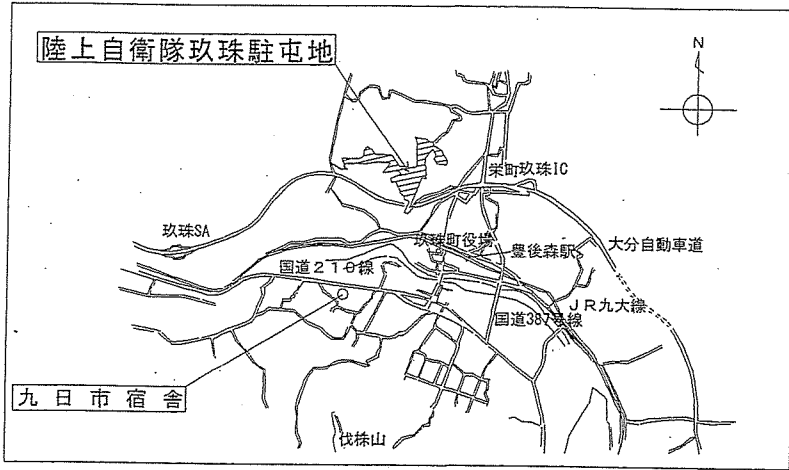 陸上自衛隊玖珠駐屯地
N
栄町玖珠IC
玖珠SA
玖珠町役場
豊後森駅
大分自動車道
国道210線
JR九大線
国道387号線
九日市宿舎
伐株山